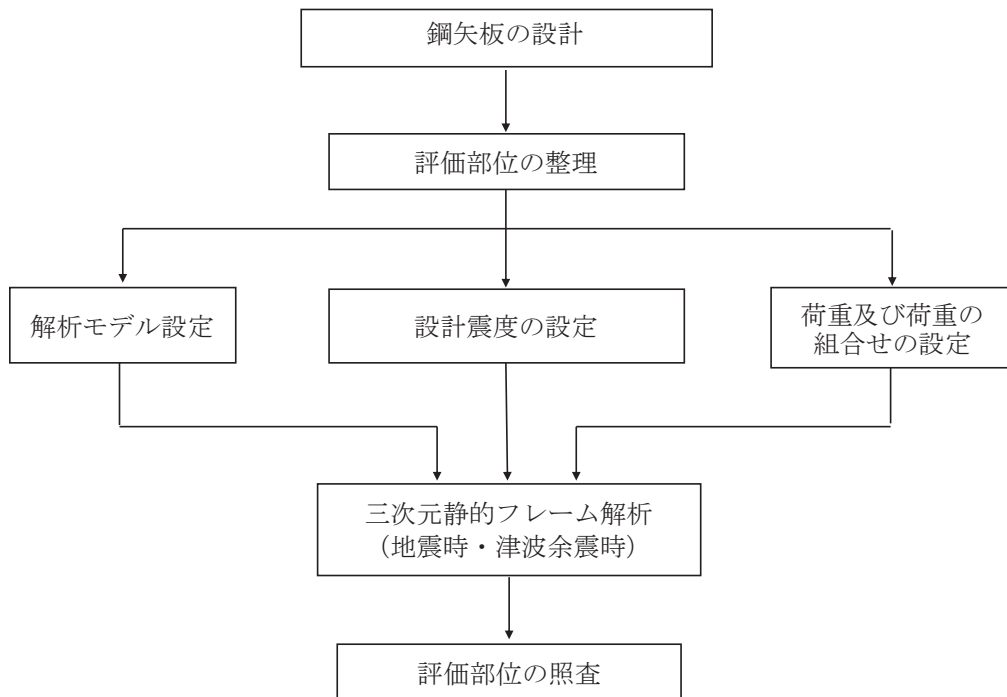 鋼矢板の設計
評価部位の整理
解析モデル設定
設計震度の設定
荷重及び荷重の
組合せの設定
三次元静的フレーム解析
（地震時・津波余震時）
評価部位の照査